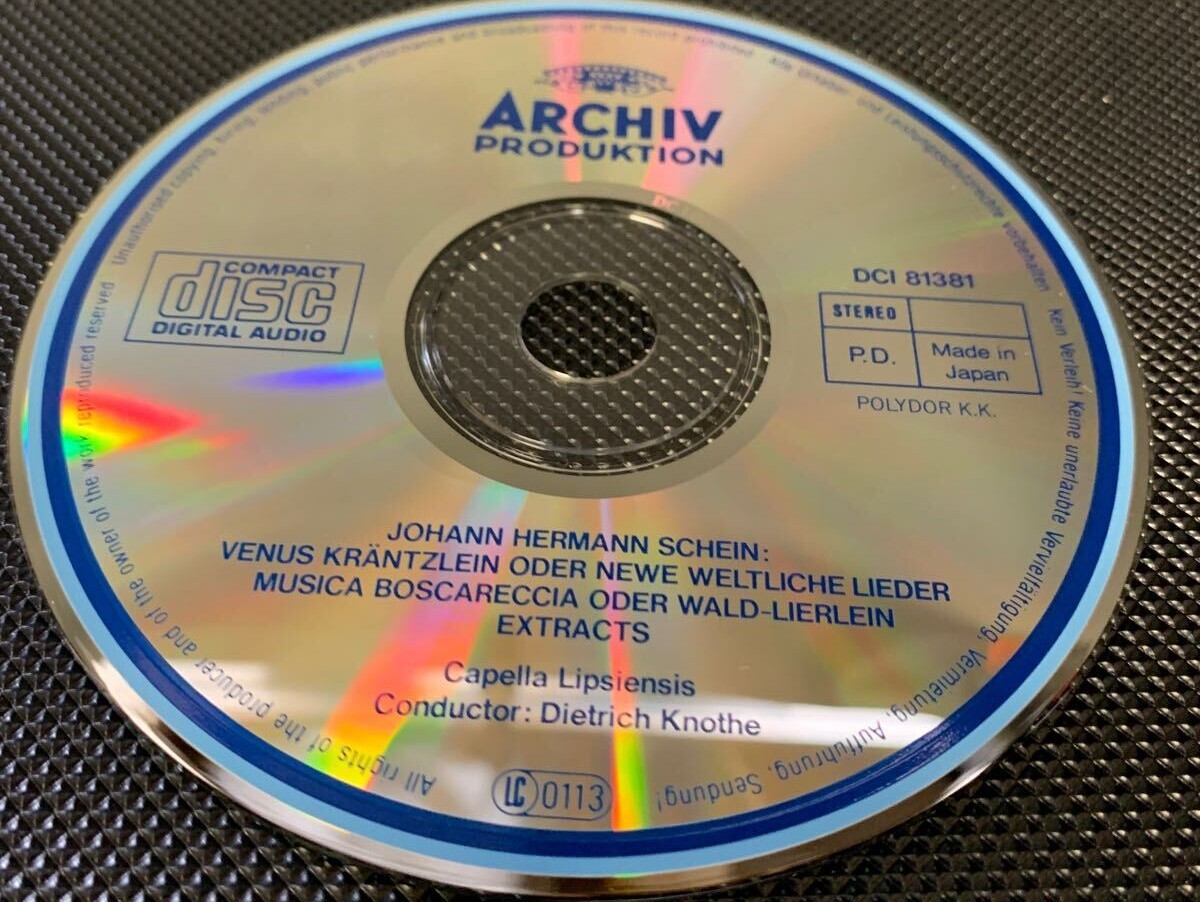 ARCHIV
PRODUKTION
COMPACT
disc
DIGITAL AUDIO
DCI 81381
STEREO
P.D.
Made in
Japan
POLYDOR K.K.
JOHANN HERMANN SCHEIN:
VENUS KRÄNTZLEIN ODER NEWE WELTLICHE LIEDER
MUSICA BOSCARECCIA ODER WALD-LIERLEIN
EXTRACTS
Capella Lipsiensis
Conductor: Dietrich Knothe
LC 0113
All rights of the producer and of the owner of the work reproduced reserved Unauthorised copying, hiring, lending, public performance and broadcasting of this record prohibited Alle Urheber- und Leistungsschutzrechte vorbehalten Kein Verleih! Keine unerlaubte Vervielfältigung, Vermietung, Aufführung, Sendung!